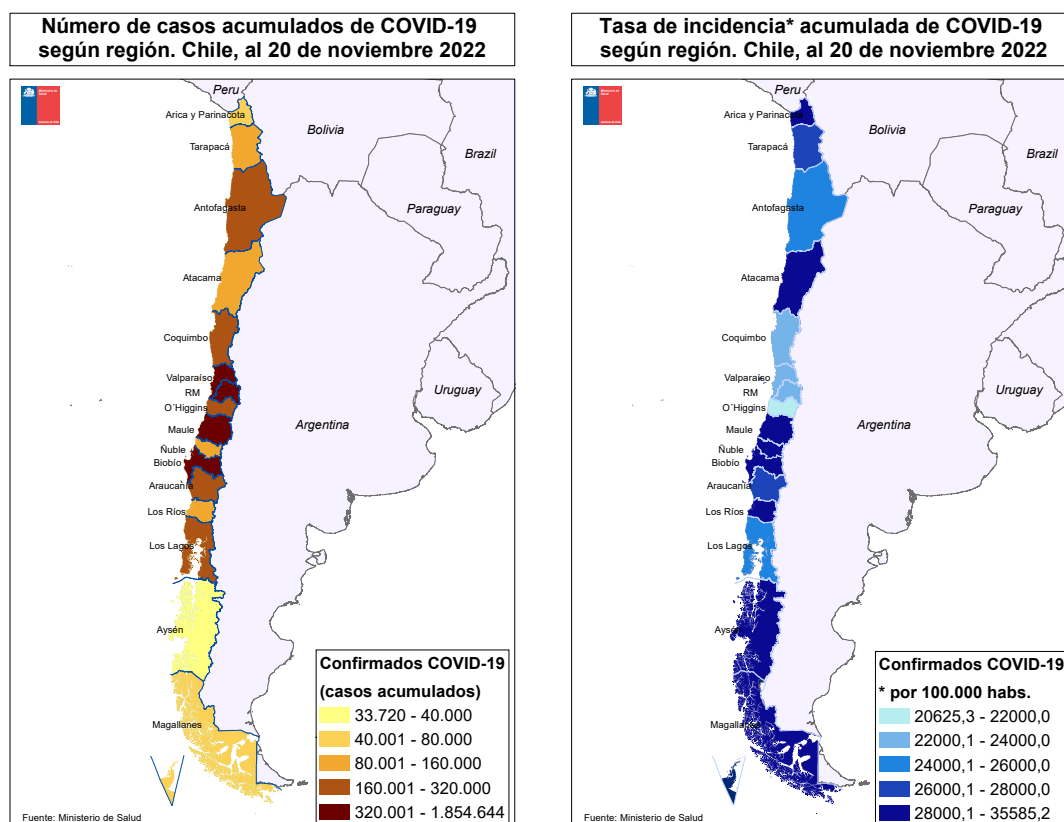 Número de casos acumulados de COVID-19
según región. Chile, al 20 de noviembre 2022
Peru
Arica y Parinacota
Bolivia
Tarapacá
Brazil
Antofagasta
Paraguay
Atacama
Coquimbo
Valparaíso
RM
Uruguay
O´Higgins
Maule
Argentina
Ñuble
Biobío
Araucanía
Los Ríos
Los Lagos
Aysén
Magallanes
Confirmados COVID-19
(casos acumulados)
33.720 - 40.000
40.001 - 80.000
80.001 - 160.000
160.001 - 320.000
320.001 - 1.854.644
Fuente: Ministerio de Salud
Tasa de incidencia* acumulada de COVID-19
según región. Chile, al 20 de noviembre 2022
Peru
Arica y Parinacota
Bolivia
Tarapacá
Brazil
Antofagasta
Paraguay
Atacama
Coquimbo
Valparaíso
RM
Uruguay
O´Higgins
Maule
Argentina
Ñuble
Biobío
Araucanía
Los Ríos
Los Lagos
Aysén
Magallanes
Confirmados COVID-19
* por 100.000 habs.
20625,3 - 22000,0
22000,1 - 24000,0
24000,1 - 26000,0
26000,1 - 28000,0
28000,1 - 35585,2
Fuente: Ministerio de Salud